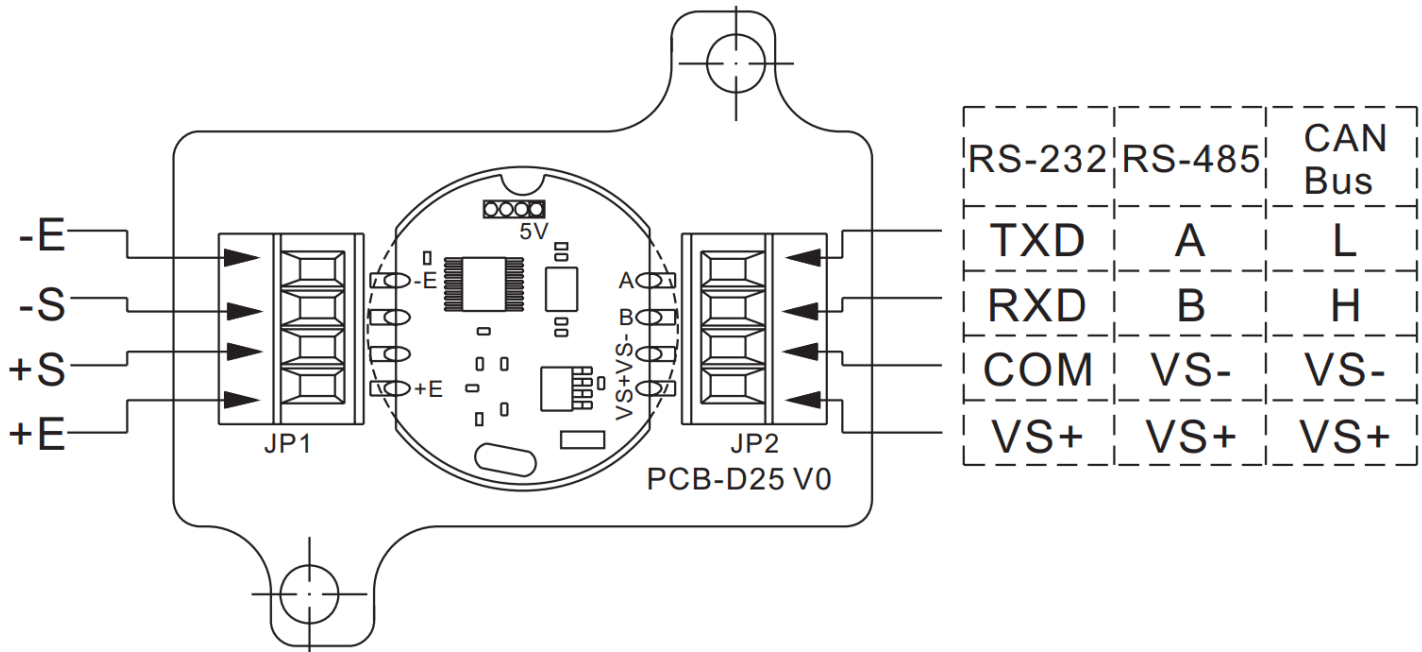 -E
-S
+S
+E
JP1
5V
-E
+E
A
B
VS-
VS+
JP2
PCB-D25 V0
RS-232 RS-485 CAN Bus
TXD A L
RXD B H
COM VS- VS-
VS+ VS+ VS+